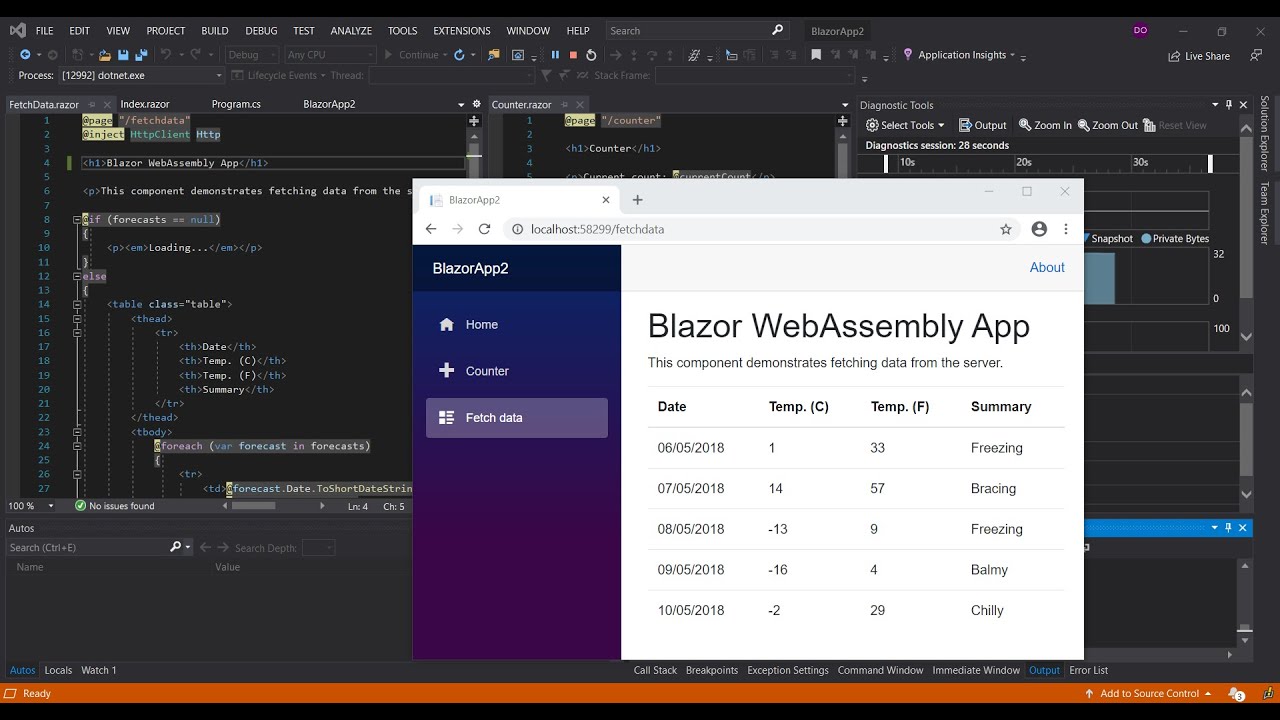 FILE EDIT VIEW PROJECT BUILD DEBUG TEST ANALYZE TOOLS EXTENSIONS WINDOW HELP Search BlazorApp2 DO
Debug Any CPU Continue Application Insights Live Share
Process: [12992] dotnet.exe Lifecycle Events Thread: Stack Frame:
FetchData.razor Index.razor Program.cs BlazorApp2
1 @page "/fetchdata"
2 @inject HttpClient Http
3
4 <h1>Blazor WebAssembly App</h1>
5
6 <p>This component demonstrates fetching data from the s
7
8 @if (forecasts == null)
9 {
10 <p><em>Loading...</em></p>
11 }
12 else
13 {
14 <table class="table">
15 <thead>
16 <tr>
17 <th>Date</th>
18 <th>Temp. (C)</th>
19 <th>Temp. (F)</th>
20 <th>Summary</th>
21 </tr>
22 </thead>
23 <tbody>
24 @foreach (var forecast in forecasts)
25 {
26 <tr>
27 <td>@forecast.Date.ToShortDateString
100 % No issues found Ln: 4 Ch: 5
Counter.razor
1 @page "/counter"
2
3 <h1>Counter</h1>
4
5 <p>Current count: @currentCount</p>
Diagnostic Tools
Select Tools Output Zoom In Zoom Out Reset View
Diagnostics session: 28 seconds
10s 20s 30s
Snapshot Private Bytes
32
0
100
Solution Explorer
Team Explorer
BlazorApp2
localhost:58299/fetchdata
BlazorApp2
Home
Counter
Fetch data
About
Blazor WebAssembly App
This component demonstrates fetching data from the server.
Date Temp. (C) Temp. (F) Summary
06/05/2018 1 33 Freezing
07/05/2018 14 57 Bracing
08/05/2018 -13 9 Freezing
09/05/2018 -16 4 Balmy
10/05/2018 -2 29 Chilly
Autos
Search (Ctrl+E) Search Depth:
Name Value
Autos Locals Watch 1
Call Stack Breakpoints Exception Settings Command Window Immediate Window Output Error List
Ready Add to Source Control 3